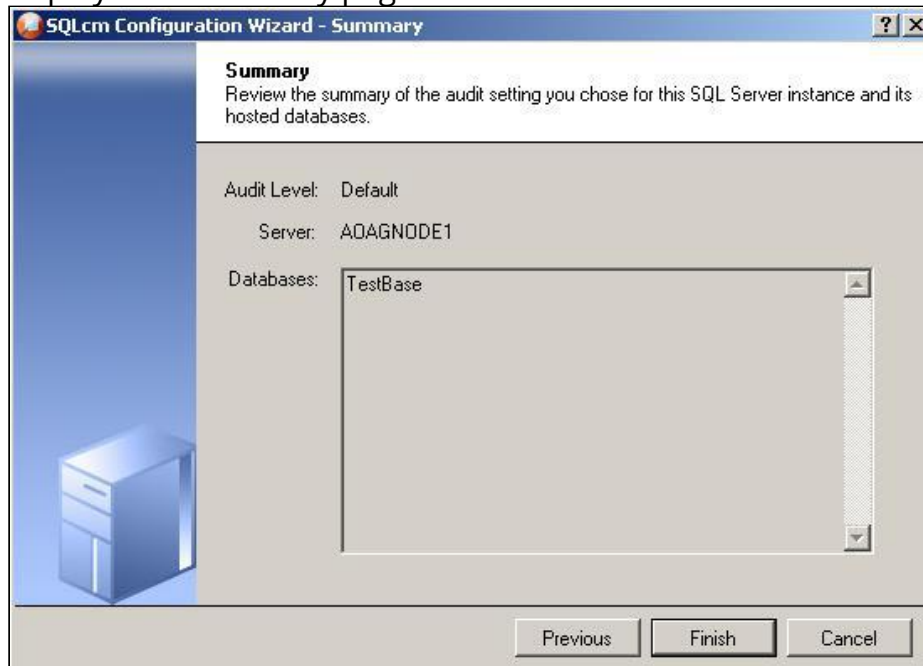 SQLcm Configuration Wizard - Summary
Summary
Review the summary of the audit setting you chose for this SQL Server instance and its
hosted databases.
Audit Level: Default
Server: AOAGNODE1
Databases: TestBase
Previous Finish Cancel